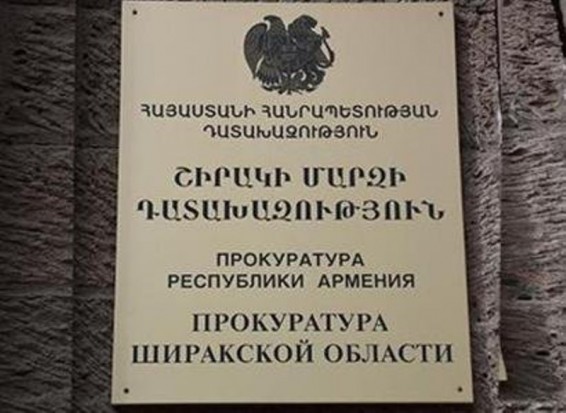 ՀԱՅԱՍՏԱՆԻ ՀԱՆՐԱՊԵՏՈՒԹՅԱՆ
ԴԱՏԱԽԱԶՈՒԹՅՈՒՆ
ՇԻՐԱԿԻ ՄԱՐԶԻ
ԴԱՏԱԽԱԶՈՒԹՅՈՒՆ
ПРОКУРАТУРА
РЕСПУБЛИКИ АРМЕНИЯ
ПРОКУРАТУРА
ШИРАКСКОЙ ОБЛАСТИ